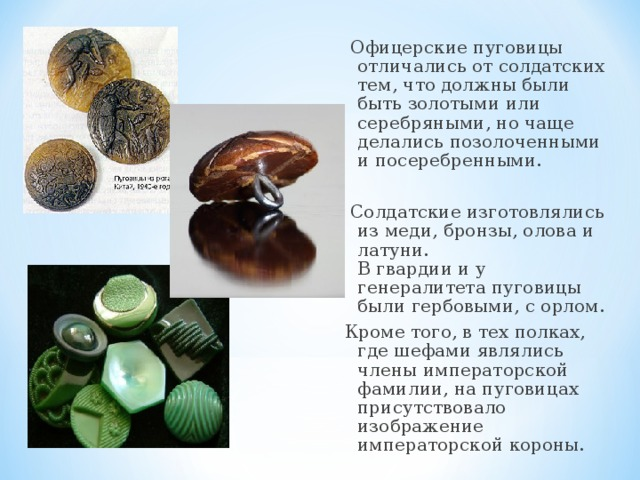 Пуговицы из рога
Китай, 1940-е год
Офицерские пуговицы
отличались от солдатских
тем, что должны были
быть золотыми или
серебряными, но чаще
делались позолоченными
и посеребренными.
Солдатские изготовлялись
из меди, бронзы, олова и
латуни.
В гвардии и у
генералитета пуговицы
были гербовыми, с орлом.
Кроме того, в тех полках,
где шефами являлись
члены императорской
фамилии, на пуговицах
присутствовало
изображение
императорской короны.